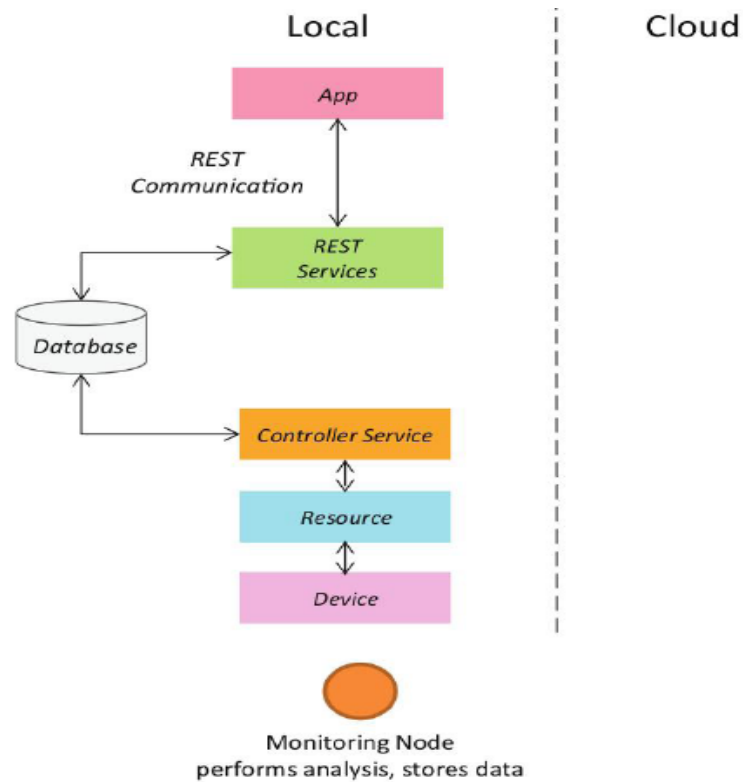 Local
Cloud
App
REST
Communication
REST
Services
Database
Controller Service
Resource
Device
Monitoring Node
performs analysis, stores data